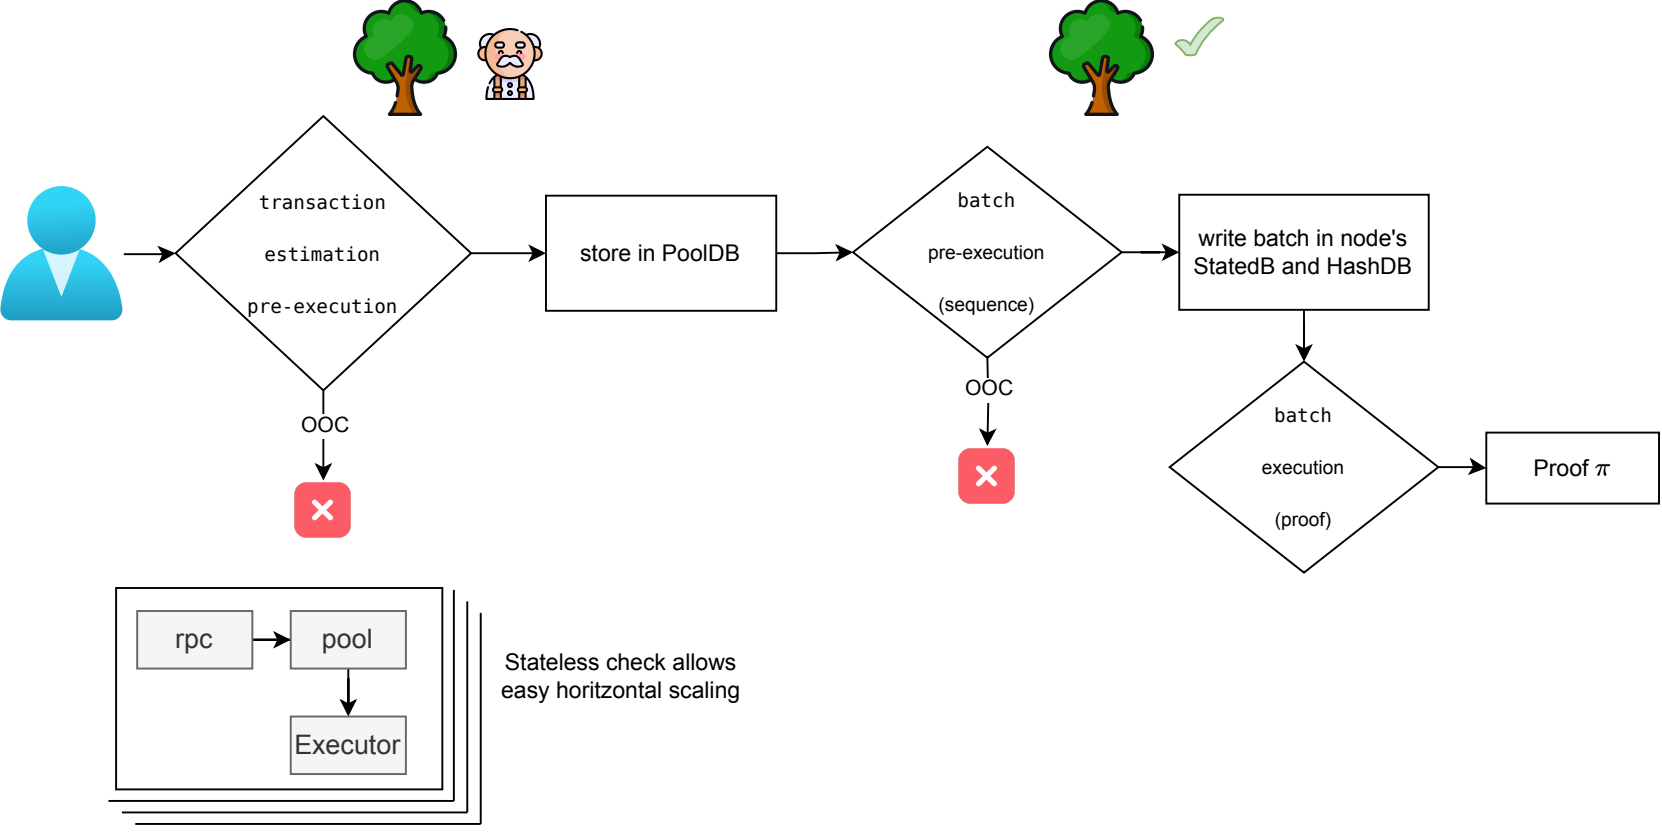 transaction
estimation
pre-execution
OOC
store in PoolDB
batch
pre-execution
(sequence)
OOC
write batch in node's
StatedB and HashDB
batch
execution
(proof)
Proof π
rpc
pool
Executor
Stateless check allows
easy horitzontal scaling